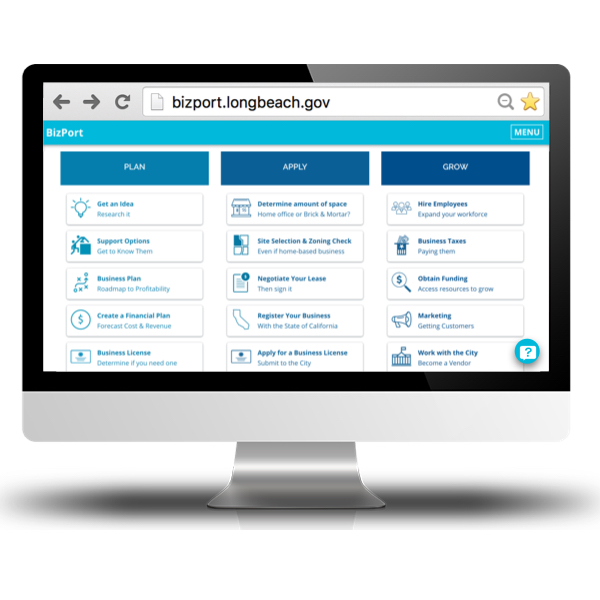 bizport.longbeach.gov
BizPort
MENU
PLAN
Get an Idea
Research it
Support Options
Get to Know Them
Business Plan
Roadmap to Profitability
$
Create a Financial Plan
Forecast Cost & Revenue
Business License
Determine if you need one
APPLY
Determine amount of space
Home office or Brick & Mortar?
Site Selection & Zoning Check
Even if home-based business
Negotiate Your Lease
Then sign it
Register Your Business
With the State of California
Apply for a Business License
Submit to the City
GROW
Hire Employees
Expand your workforce
Business Taxes
Paying them
$
Obtain Funding
Access resources to grow
Marketing
Getting Customers
Work with the City
Become a Vendor
?